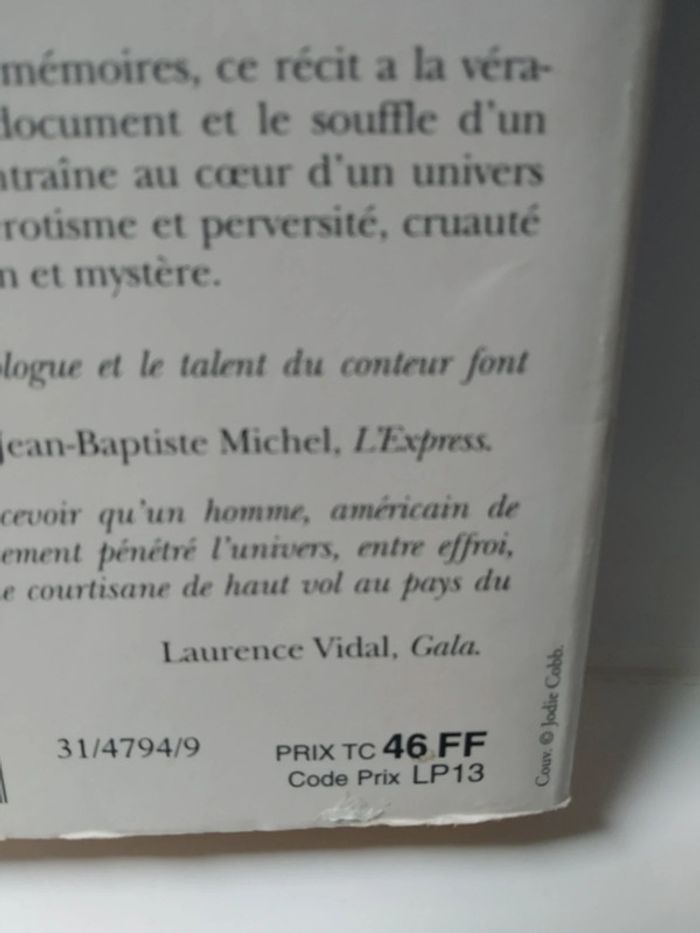 mémoires, ce récit a la véra-
document et le souffle d'un
ntraîne au cœur d'un univers
rotisme et perversité, cruauté
n et mystère.
ologue et le talent du conteur font
Jean-Baptiste Michel, L'Express.
cevoir qu'un homme, américain de
ement pénétré l'univers, entre effroi,
e courtisane de haut vol au pays du
Laurence Vidal, Gala.
31/4794/9
PRIX TC 46 FF
Code Prix LP13
Couv. © Jodie Cobb.